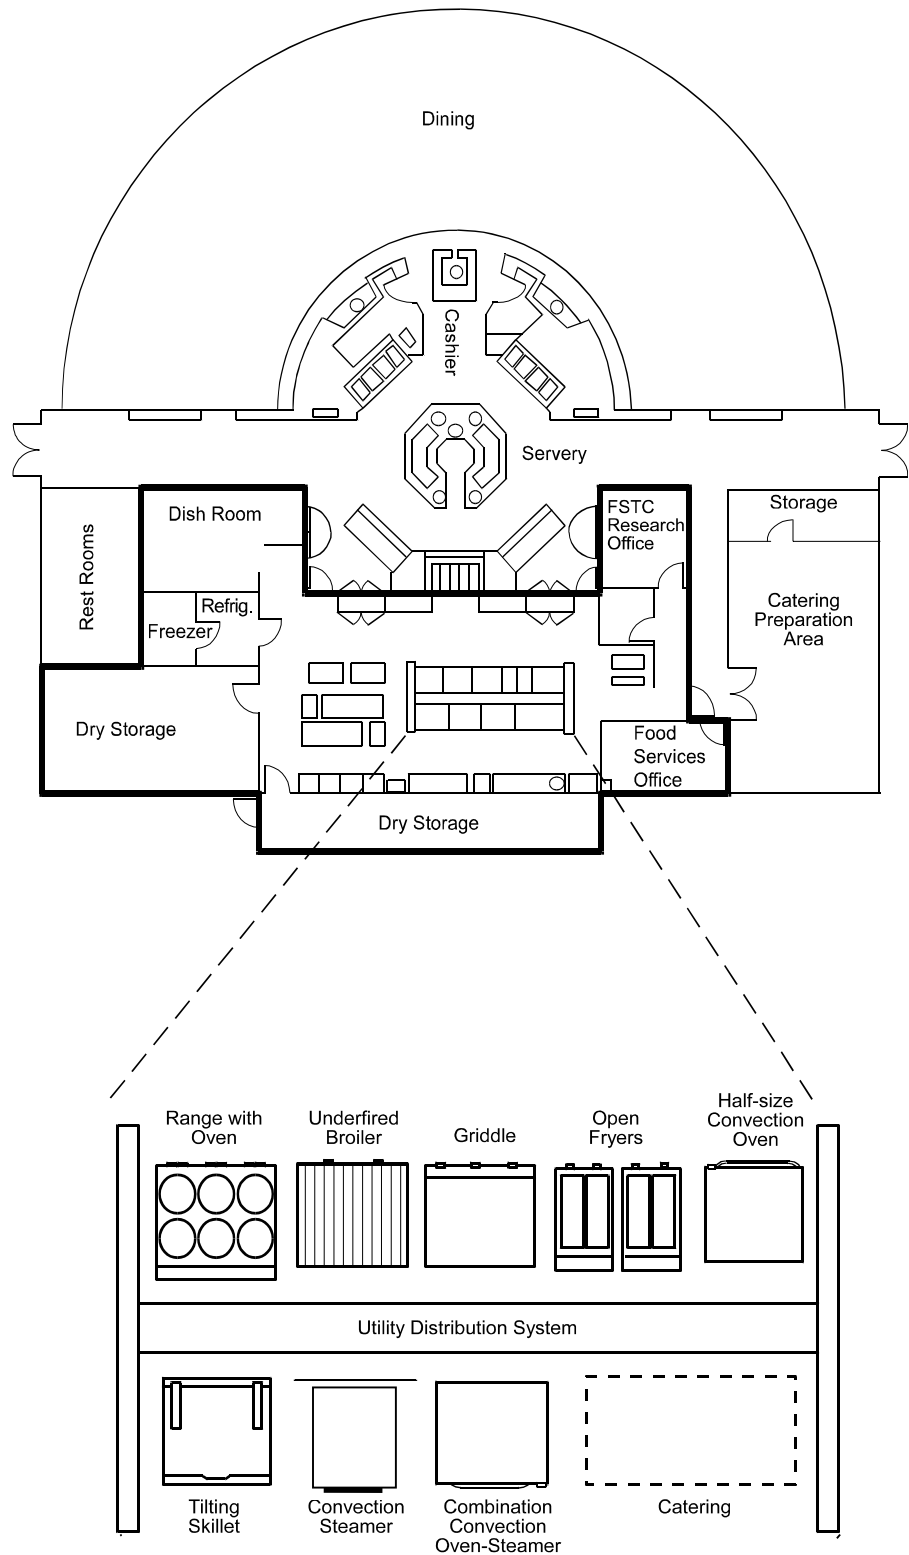 Dining
Cashier
Servery
Dish Room
FSTC
Research
Office
Storage
Rest Rooms
Refrig.
Freezer
Catering
Preparation
Area
Dry Storage
Food
Services
Office
Dry Storage
Range with
Oven
Underfired
Broiler
Griddle
Open
Fryers
Half-size
Convection
Oven
Utility Distribution System
Tilting
Skillet
Convection
Steamer
Combination
Convection
Oven-Steamer
Catering